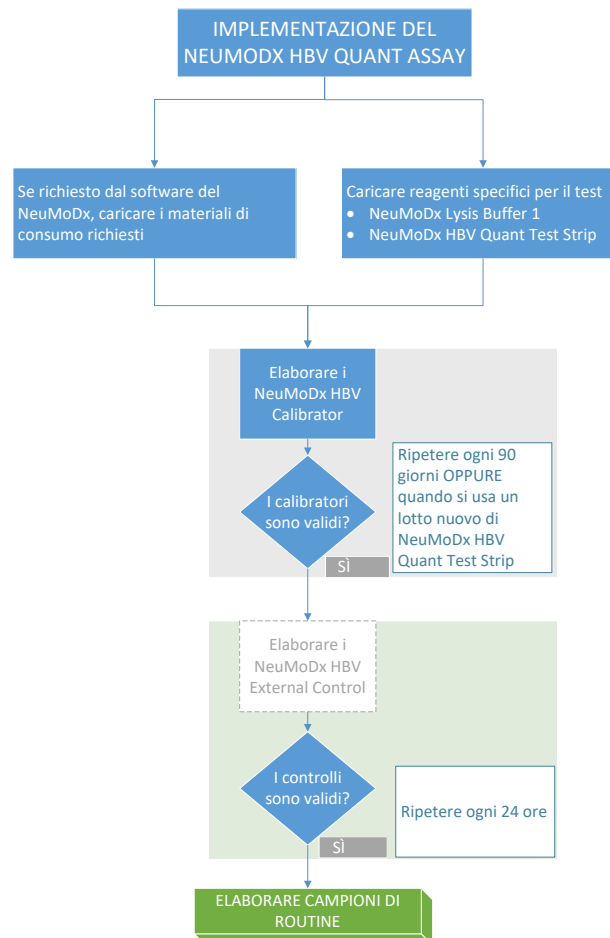 IMPLEMENTAZIONE DEL
NEUMODX HBV QUANT ASSAY
Se richiesto dal software del
NeuMoDx, caricare i materiali di
consumo richiesti
Caricare reagenti specifici per il test
• NeuMoDx Lysis Buffer 1
• NeuMoDx HBV Quant Test Strip
Elaborare i
NeuMoDx HBV
Calibrator
I calibratori
sono validi?
Ripetere ogni 90
giorni OPPURE
quando si usa un
lotto nuovo di
NeuMoDx HBV
Quant Test Strip
SÌ
Elaborare i
NeuMoDx HBV
External Control
I controlli
sono validi?
Ripetere ogni 24 ore
SÌ
ELABORARE CAMPIONI DI
ROUTINE